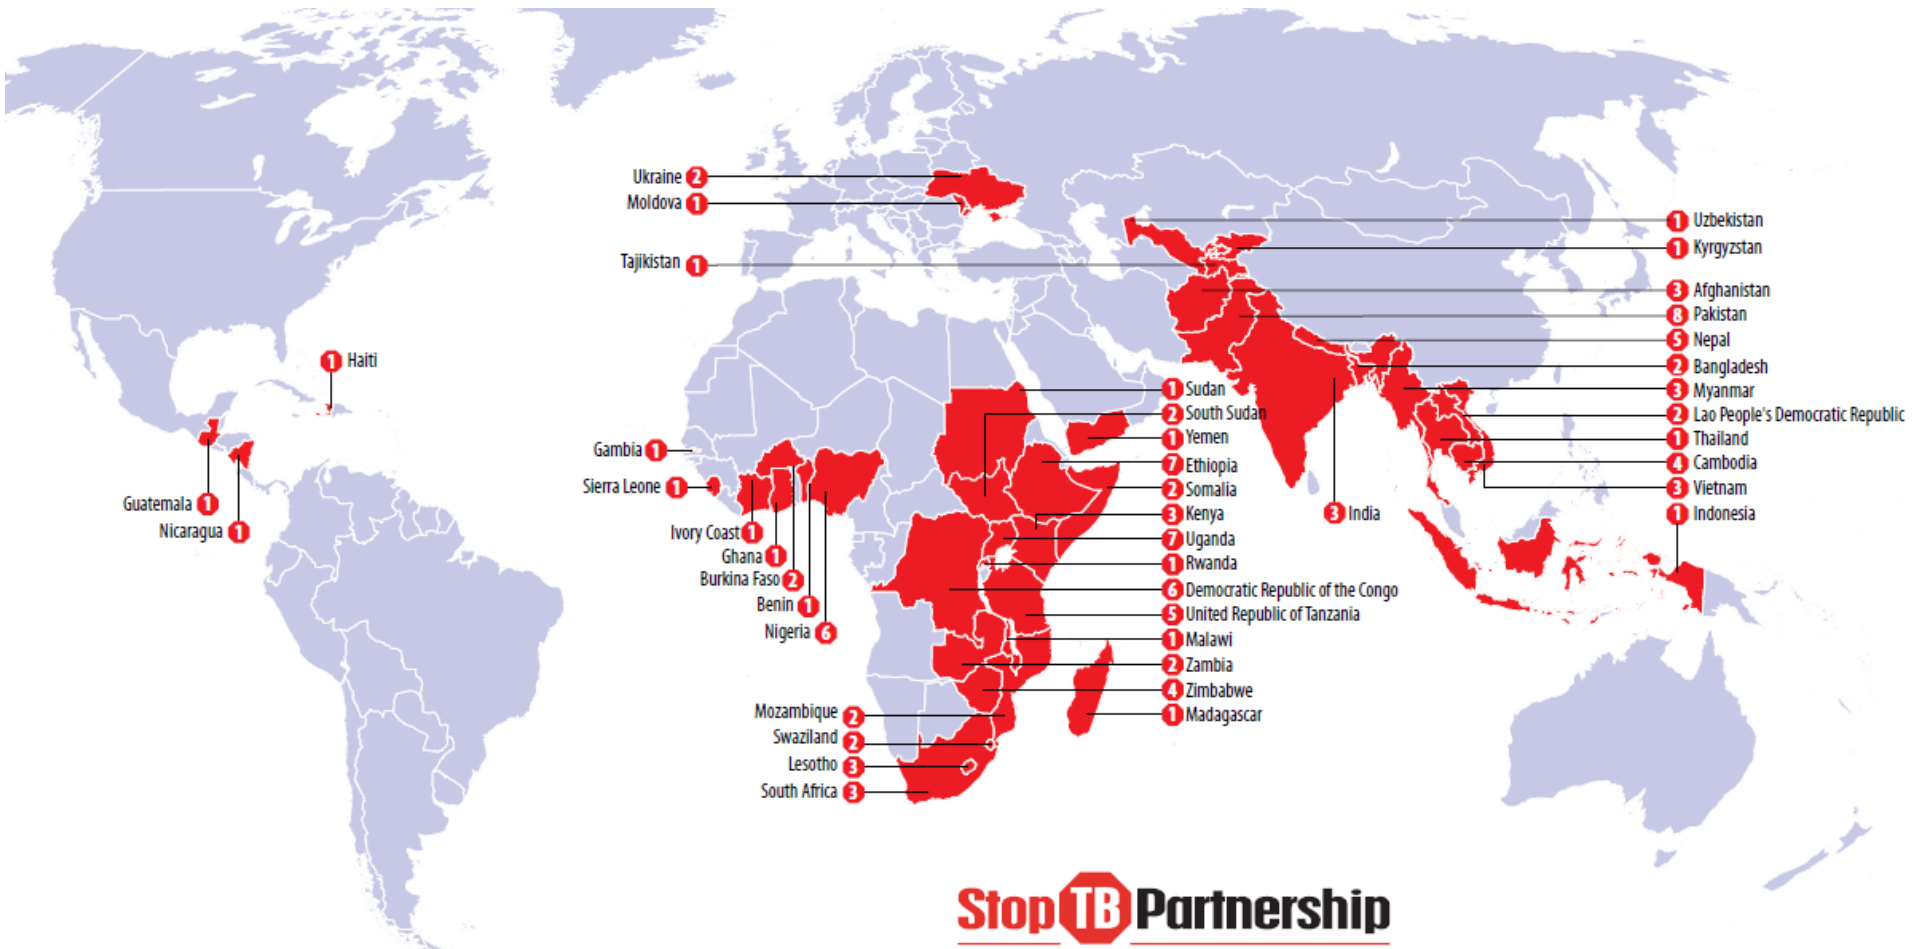 Ukraine 2
Moldova 1
Tajikistan 1
1 Uzbekistan
1 Kyrgyzstan
3 Afghanistan
8 Pakistan
5 Nepal
2 Bangladesh
3 Myanmar
2 Lao People's Democratic Republic
1 Thailand
4 Cambodia
3 Vietnam
1 Indonesia
3 India
1 Haiti
Guatemala 1
Nicaragua 1
Gambia 1
Sierra Leone 1
Ivory Coast 1
Ghana 1
Burkina Faso 2
Benin 1
Nigeria 6
1 Sudan
2 South Sudan
1 Yemen
7 Ethiopia
2 Somalia
3 Kenya
7 Uganda
1 Rwanda
6 Democratic Republic of the Congo
5 United Republic of Tanzania
1 Malawi
2 Zambia
4 Zimbabwe
1 Madagascar
Mozambique 2
Swaziland 2
Lesotho 3
South Africa 3
Stop TB Partnership